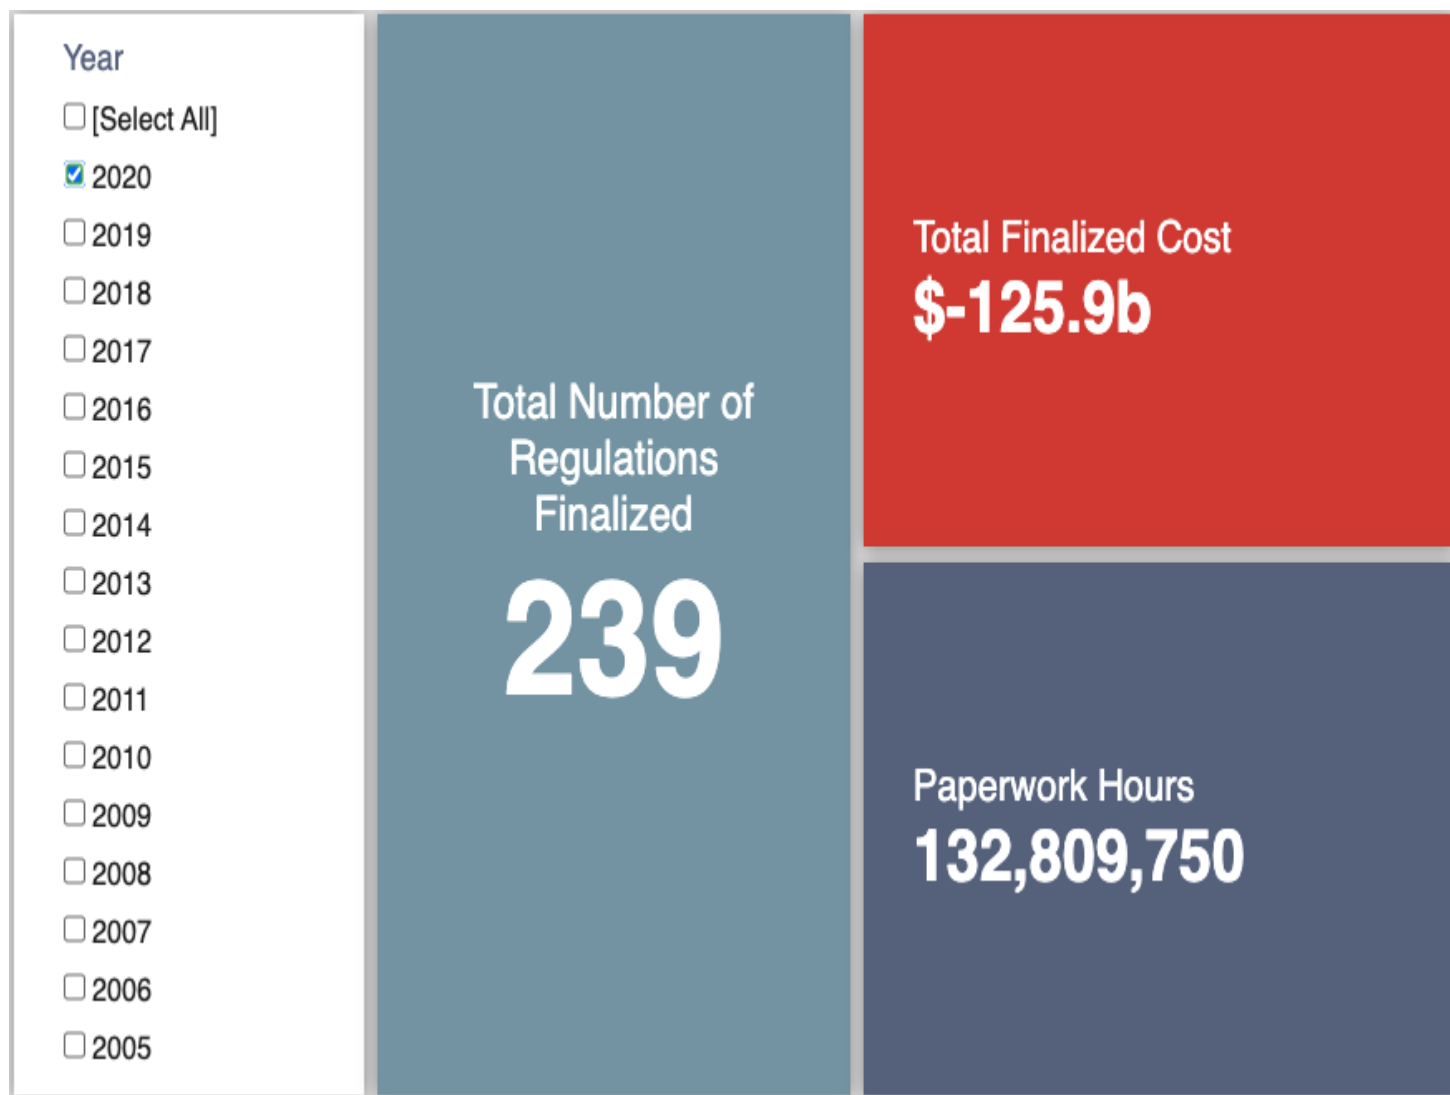 Year
[Select All]
2020
2019
2018
2017
2016
2015
2014
2013
2012
2011
2010
2009
2008
2007
2006
2005
Total Number of
Regulations
Finalized
239
Total Finalized Cost
$-125.9b
Paperwork Hours
132,809,750